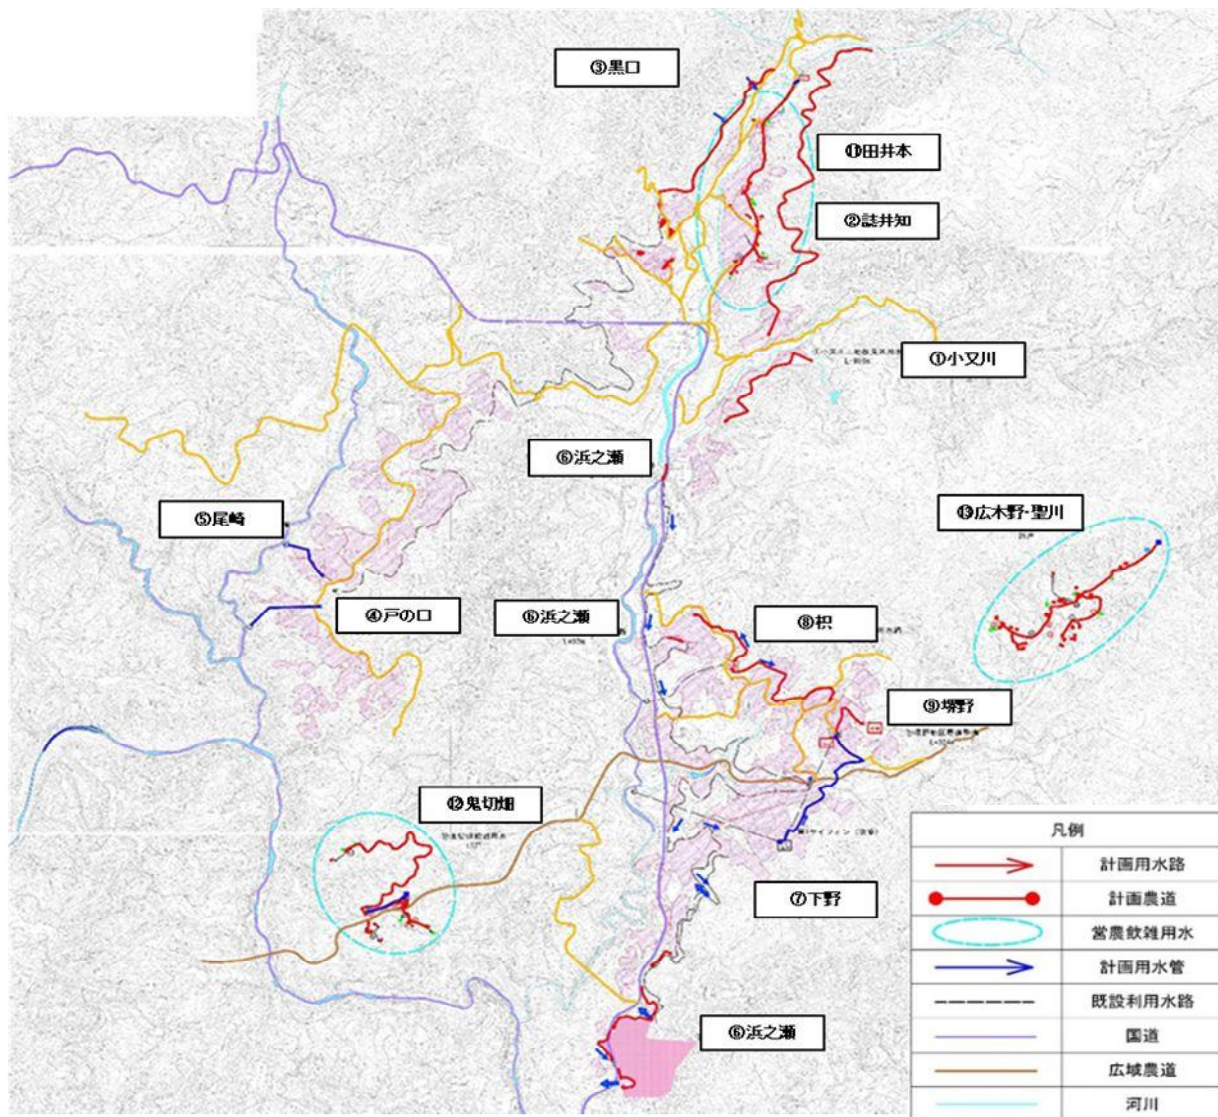 ③黒口
⑪田井本
②誌井知
①小又川
⑥浜之瀬
⑤尾崎
⑬広木野・聖川
④戸の口
⑥浜之瀬
⑧枳
⑨堺野
⑫鬼切畑
⑦下野
⑥浜之瀬
凡例
計画用水路
計画農道
営農飲雑用水
計画用水管
既設利用水路
国道
広域農道
河川